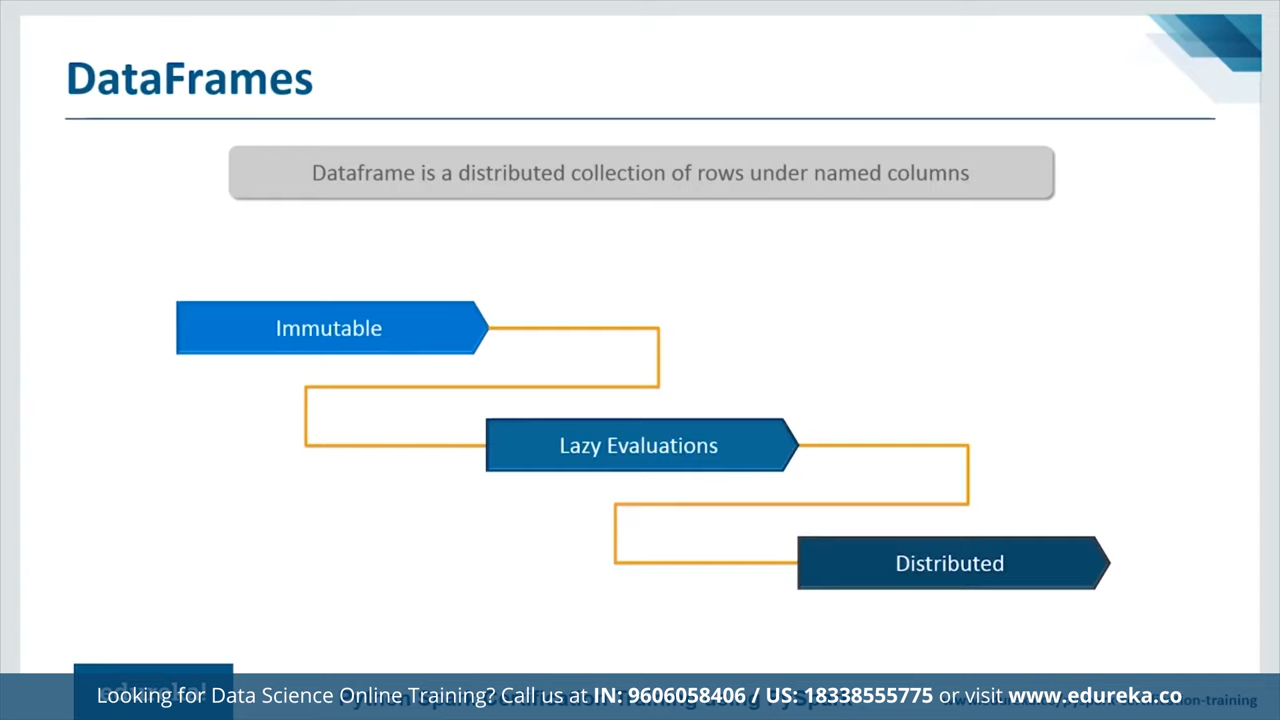 DataFrames
Dataframe is a distributed collection of rows under named columns
Immutable
Lazy Evaluations
Distributed
Looking for Data Science Online Training? Call us at IN: 9606058406 / US: 18338555775 or visit www.edureka.co